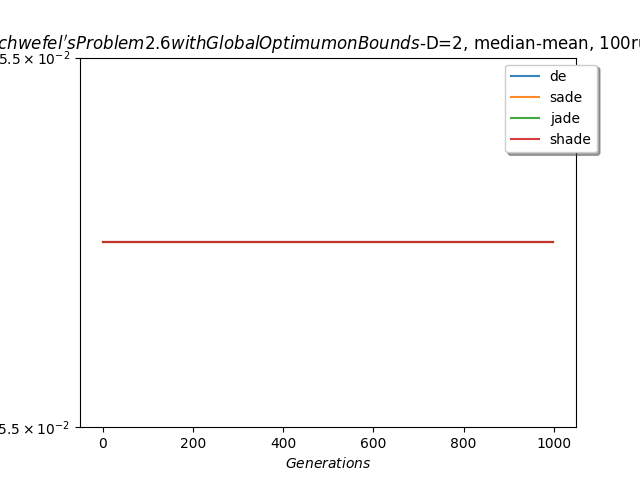 chwefel'sProblem2.6withGlobalOptimumonBounds-D=2, median-mean, 100ru
5.5 × 10⁻²
de
sade
jade
shade
5.5 × 10⁻²
0 200 400 600 800 1000
Generations